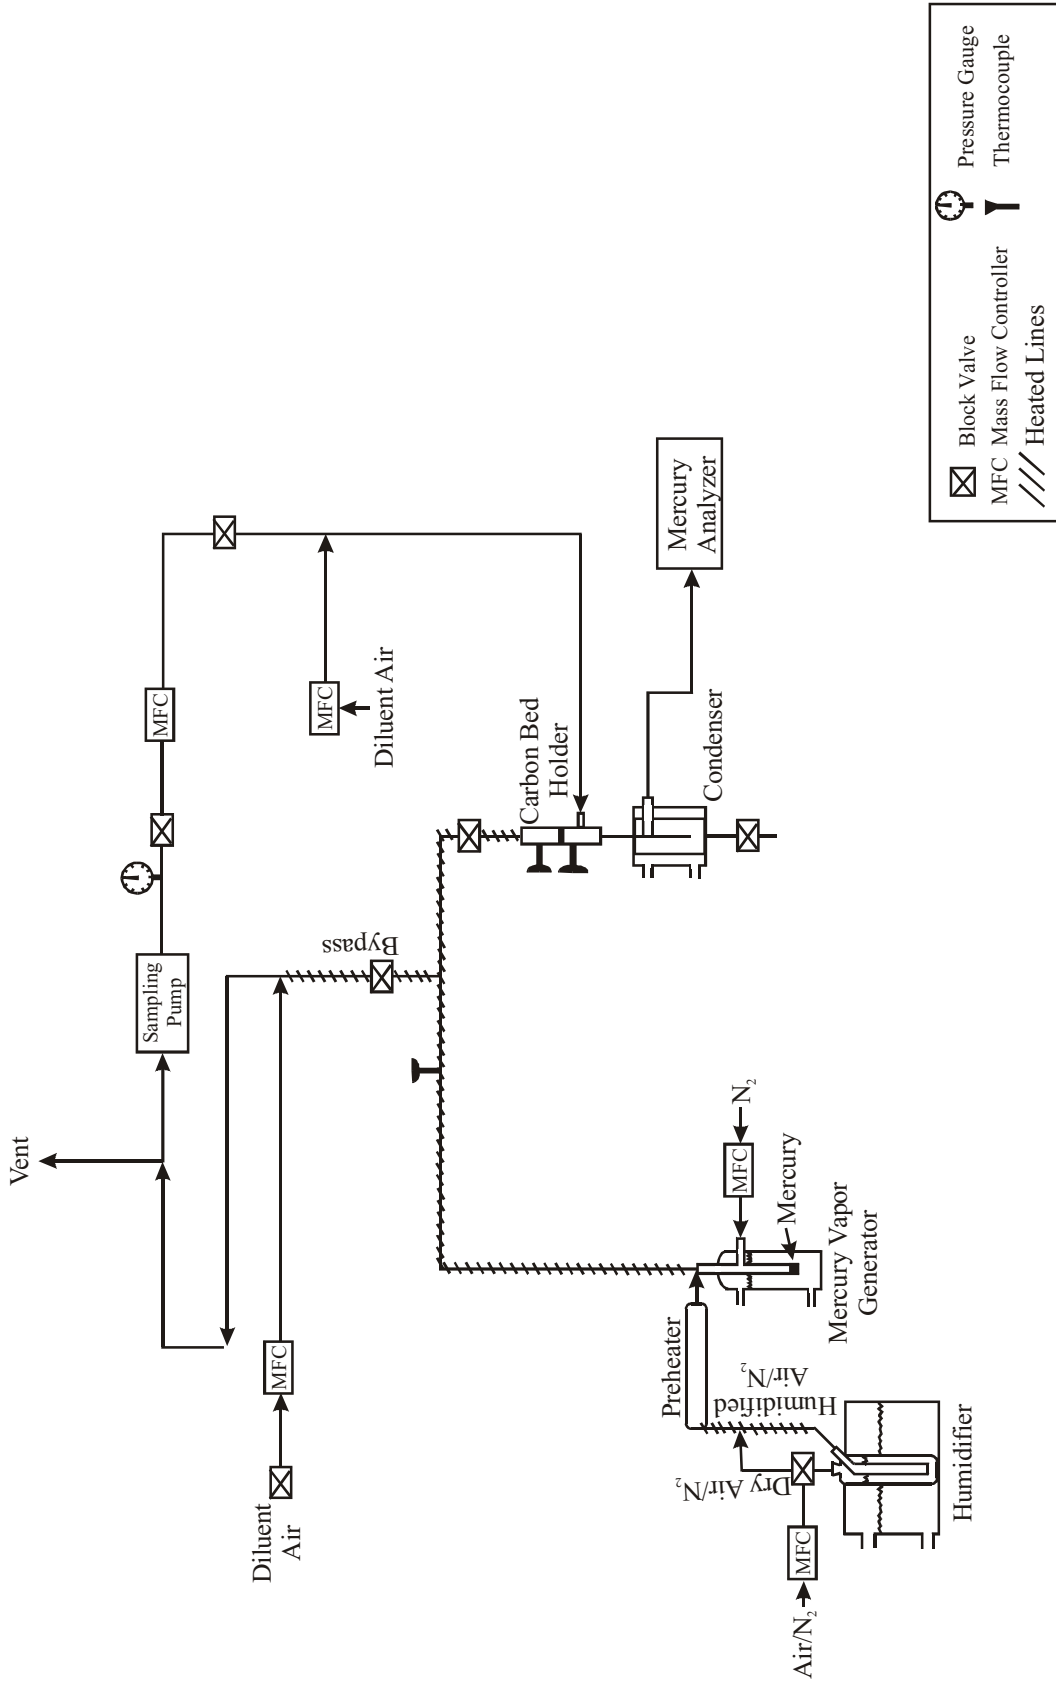 Air/N₂
MFC
Dry Air/N₂
Humidified
Air/N₂
Humidifier
Preheater
Mercury Vapor
Generator
Mercury
MFC
N₂
Diluent
Air
MFC
Vent
Sampling
Pump
Bypass
MFC
MFC
Diluent Air
Carbon Bed
Holder
Condenser
Mercury
Analyzer
Block Valve
MFC Mass Flow Controller
Heated Lines
Pressure Gauge
Thermocouple